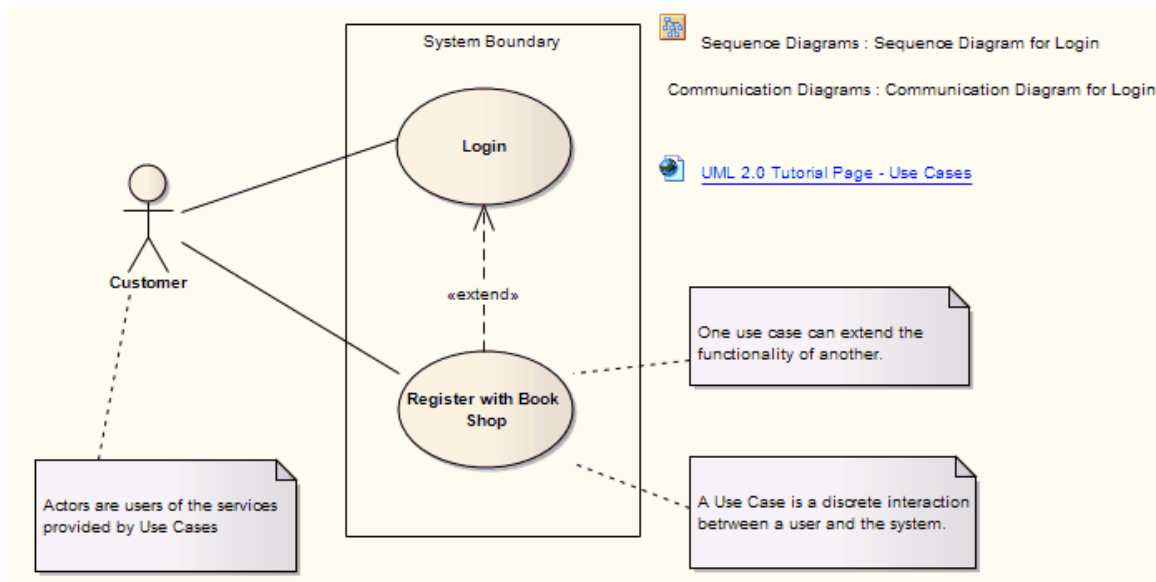 System Boundary
Sequence Diagrams : Sequence Diagram for Login
Communication Diagrams : Communication Diagram for Login
Login
UML 2.0 Tutorial Page - Use Cases
Customer
«extend»
One use case can extend the
functionality of another.
Register with Book
Shop
Actors are users of the services
provided by Use Cases
A Use Case is a discrete interaction
betrween a user and the system.